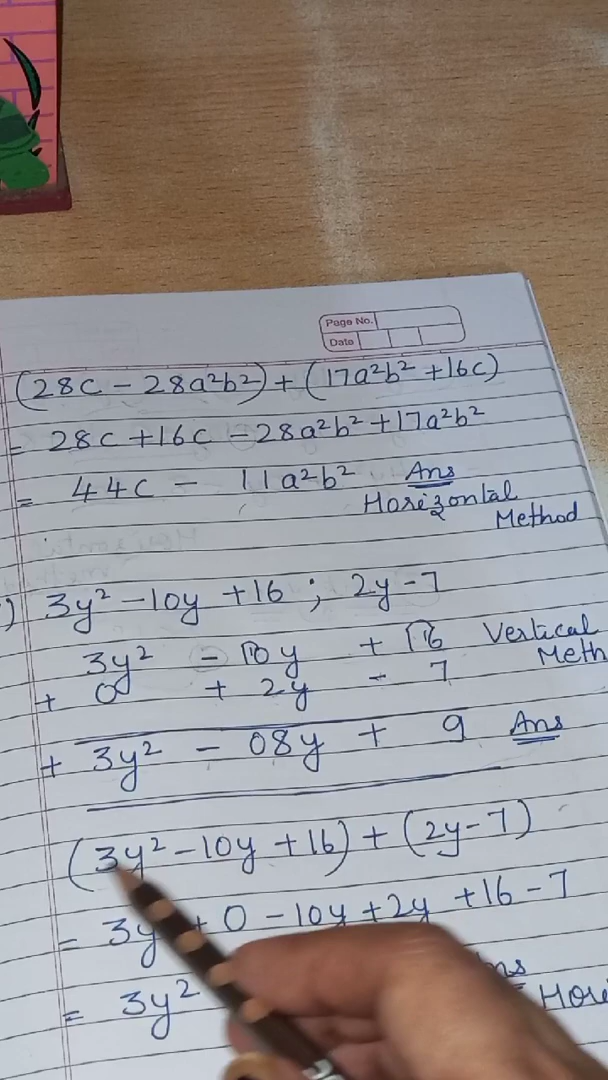 Page No.
Date
(28c - 28a²b²) + (17a²b² + 16c)
= 28c + 16c - 28a²b² + 17a²b²
= 44c - 11a²b² Ans
Horizontal
Method
) 3y² - 10y + 16 ; 2y - 7
3y² - 10y + 16 Vertical
+ 0 + 2y - 7 Meth
+ 3y² - 08y + 9 Ans
(3y² - 10y + 16) + (2y - 7)
= 3y + 0 - 10y + 2y + 16 - 7
= 3y² ns
Hori